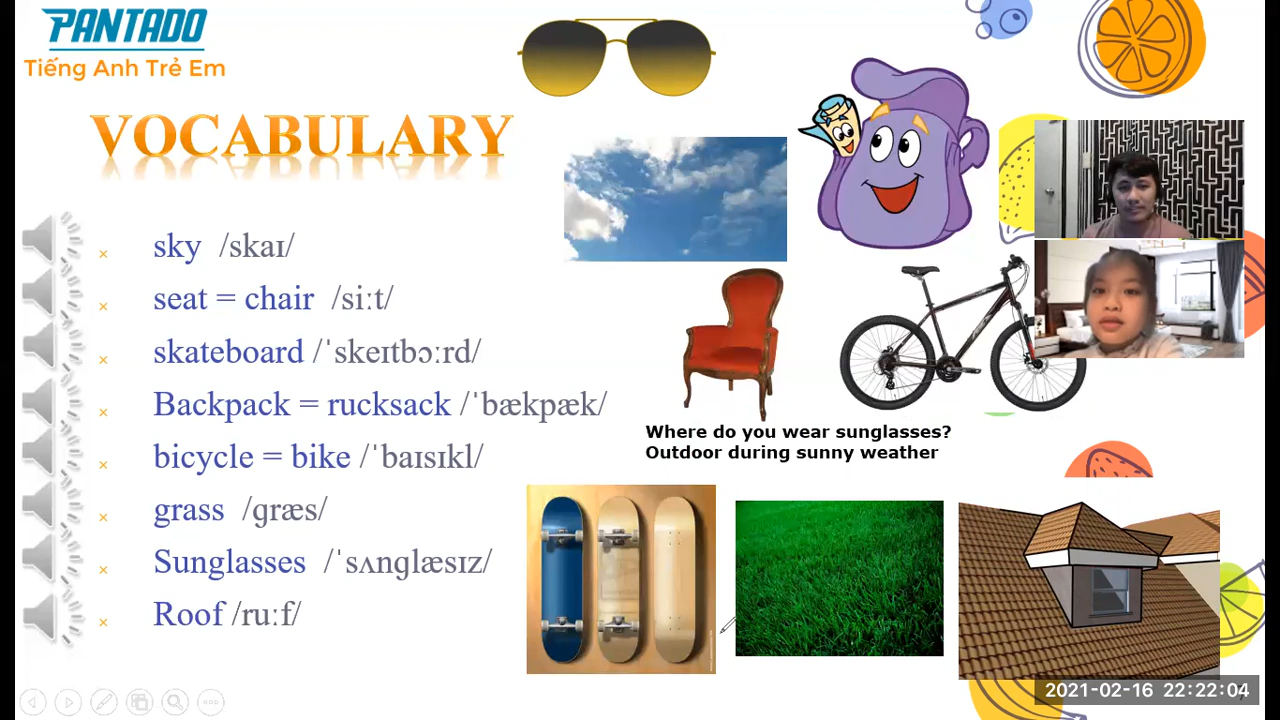 PANTADO
Tiếng Anh Trẻ Em
VOCABULARY
sky /skaɪ/
seat = chair /siːt/
skateboard /ˈskeɪtbɔːrd/
Backpack = rucksack /ˈbækpæk/
bicycle = bike /ˈbaɪsɪkl/
grass /ɡræs/
Sunglasses /ˈsʌnɡlæsɪz/
Roof /ruːf/
Where do you wear sunglasses?
Outdoor during sunny weather
2021-02-16 22:22:04